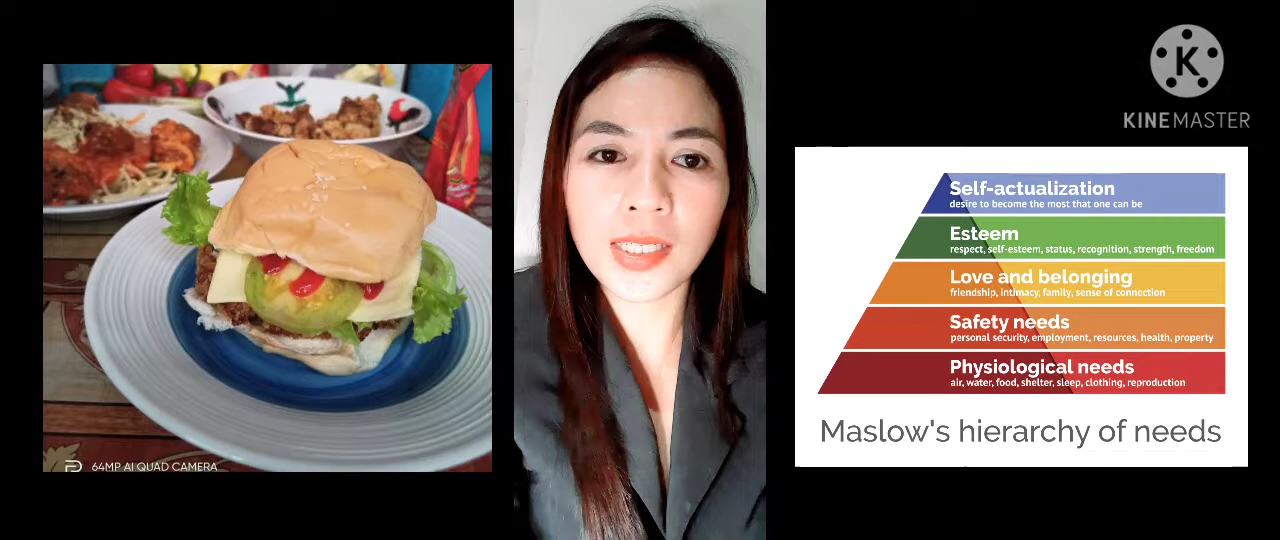 64MP AI QUAD CAMERA
K
KINEMASTER
Self-actualization
desire to become the most that one can be
Esteem
respect, self-esteem, status, recognition, strength, freedom
Love and belonging
friendship, intimacy, family, sense of connection
Safety needs
personal security, employment, resources, health, property
Physiological needs
air, water, food, shelter, sleep, clothing, reproduction
Maslow's hierarchy of needs